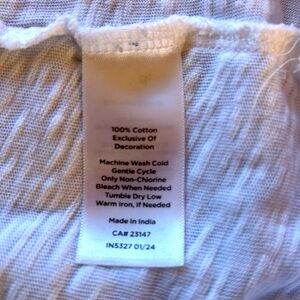 100% Cotton
Exclusive Of
Decoration
Machine Wash Cold
Gentle Cycle
Only Non-Chlorine
Bleach When Needed
Tumble Dry Low
Warm Iron, If Needed
Made In India
CA# 23147
IN5327 01/24